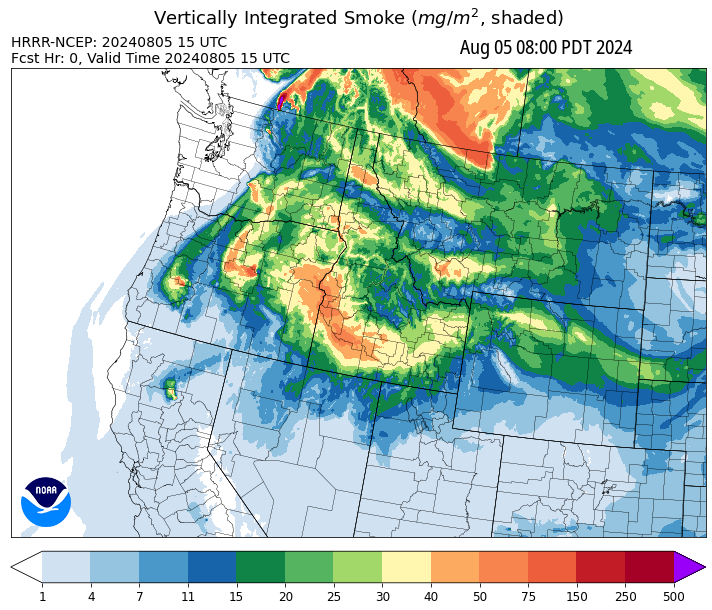 Vertically Integrated Smoke (mg/m², shaded)
HRRR-NCEP: 20240805 15 UTC
Aug 05 08:00 PDT 2024
Fcst Hr: 0, Valid Time 20240805 15 UTC
NOAA
1 4 7 11 15 20 25 30 40 50 75 150 250 500